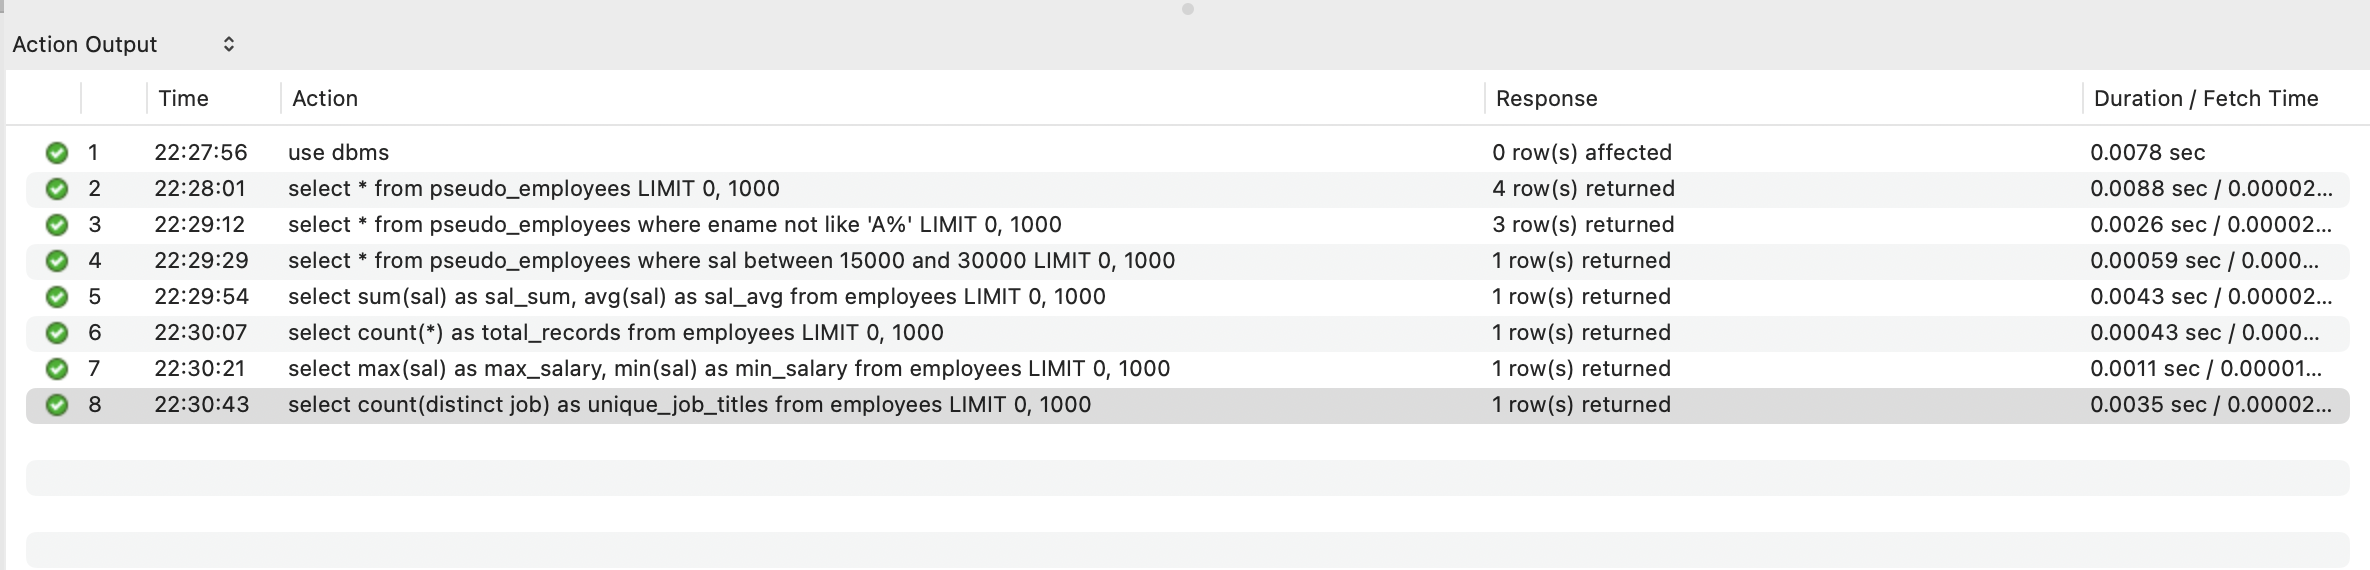 Action Output
Time Action Response Duration / Fetch Time
1 22:27:56 use dbms 0 row(s) affected 0.0078 sec
2 22:28:01 select * from pseudo_employees LIMIT 0, 1000 4 row(s) returned 0.0088 sec / 0.00002...
3 22:29:12 select * from pseudo_employees where ename not like 'A%' LIMIT 0, 1000 3 row(s) returned 0.0026 sec / 0.00002...
4 22:29:29 select * from pseudo_employees where sal between 15000 and 30000 LIMIT 0, 1000 1 row(s) returned 0.00059 sec / 0.000...
5 22:29:54 select sum(sal) as sal_sum, avg(sal) as sal_avg from employees LIMIT 0, 1000 1 row(s) returned 0.0043 sec / 0.00002...
6 22:30:07 select count(*) as total_records from employees LIMIT 0, 1000 1 row(s) returned 0.00043 sec / 0.000...
7 22:30:21 select max(sal) as max_salary, min(sal) as min_salary from employees LIMIT 0, 1000 1 row(s) returned 0.0011 sec / 0.00001...
8 22:30:43 select count(distinct job) as unique_job_titles from employees LIMIT 0, 1000 1 row(s) returned 0.0035 sec / 0.00002...